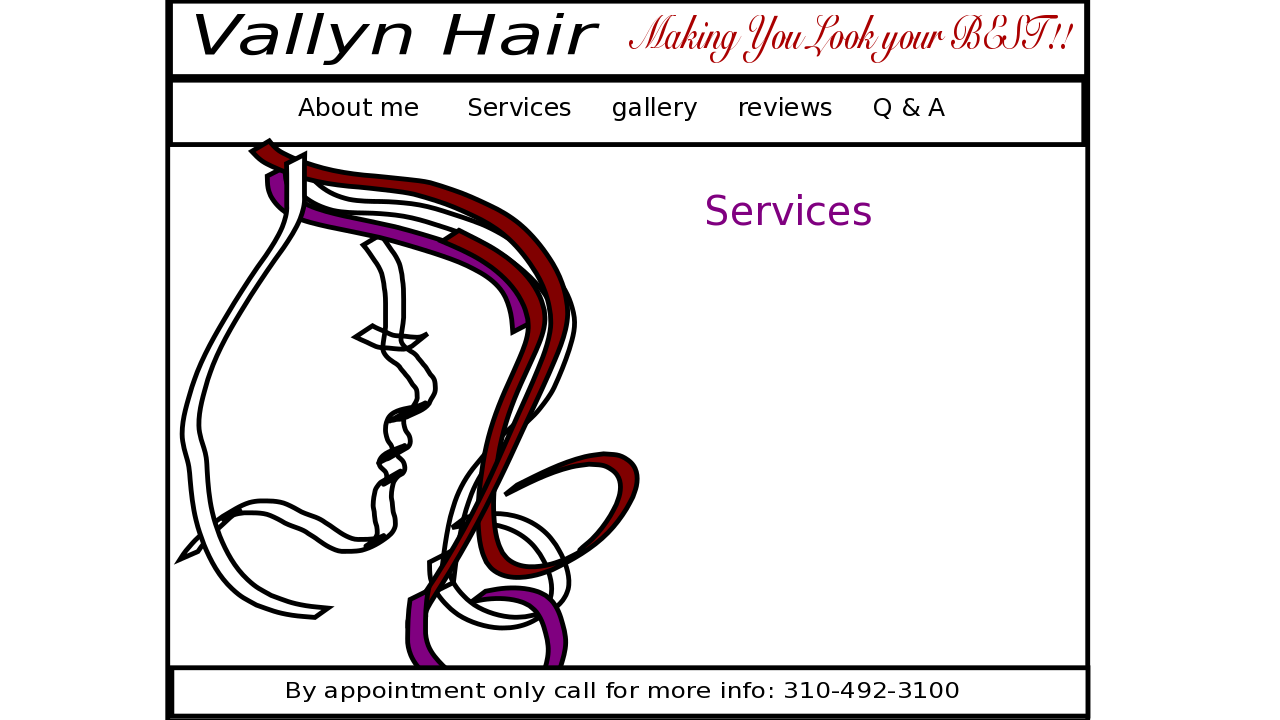 Vallyn Hair Making You Look your BEST!!
About me Services gallery reviews Q & A
Services
By appointment only call for more info: 310-492-3100